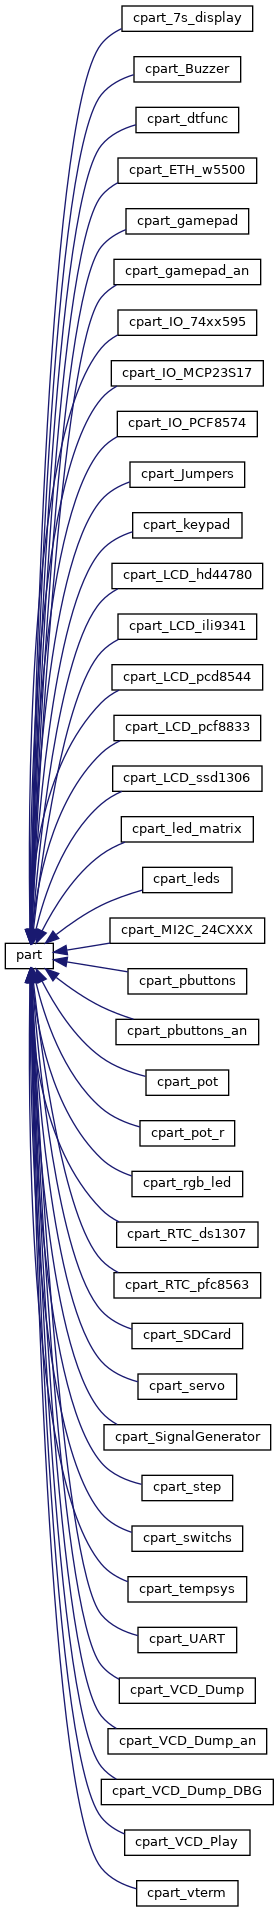 cpart_7s_display
cpart_Buzzer
cpart_dtfunc
cpart_ETH_w5500
cpart_gamepad
cpart_gamepad_an
cpart_IO_74xx595
cpart_IO_MCP23S17
cpart_IO_PCF8574
cpart_Jumpers
cpart_keypad
cpart_LCD_hd44780
cpart_LCD_ili9341
cpart_LCD_pcd8544
cpart_LCD_pcf8833
cpart_LCD_ssd1306
cpart_led_matrix
cpart_leds
cpart_MI2C_24CXXX
part
cpart_pbuttons
cpart_pbuttons_an
cpart_pot
cpart_pot_r
cpart_rgb_led
cpart_RTC_ds1307
cpart_RTC_pfc8563
cpart_SDCard
cpart_servo
cpart_SignalGenerator
cpart_step
cpart_switchs
cpart_tempsys
cpart_UART
cpart_VCD_Dump
cpart_VCD_Dump_an
cpart_VCD_Dump_DBG
cpart_VCD_Play
cpart_vterm